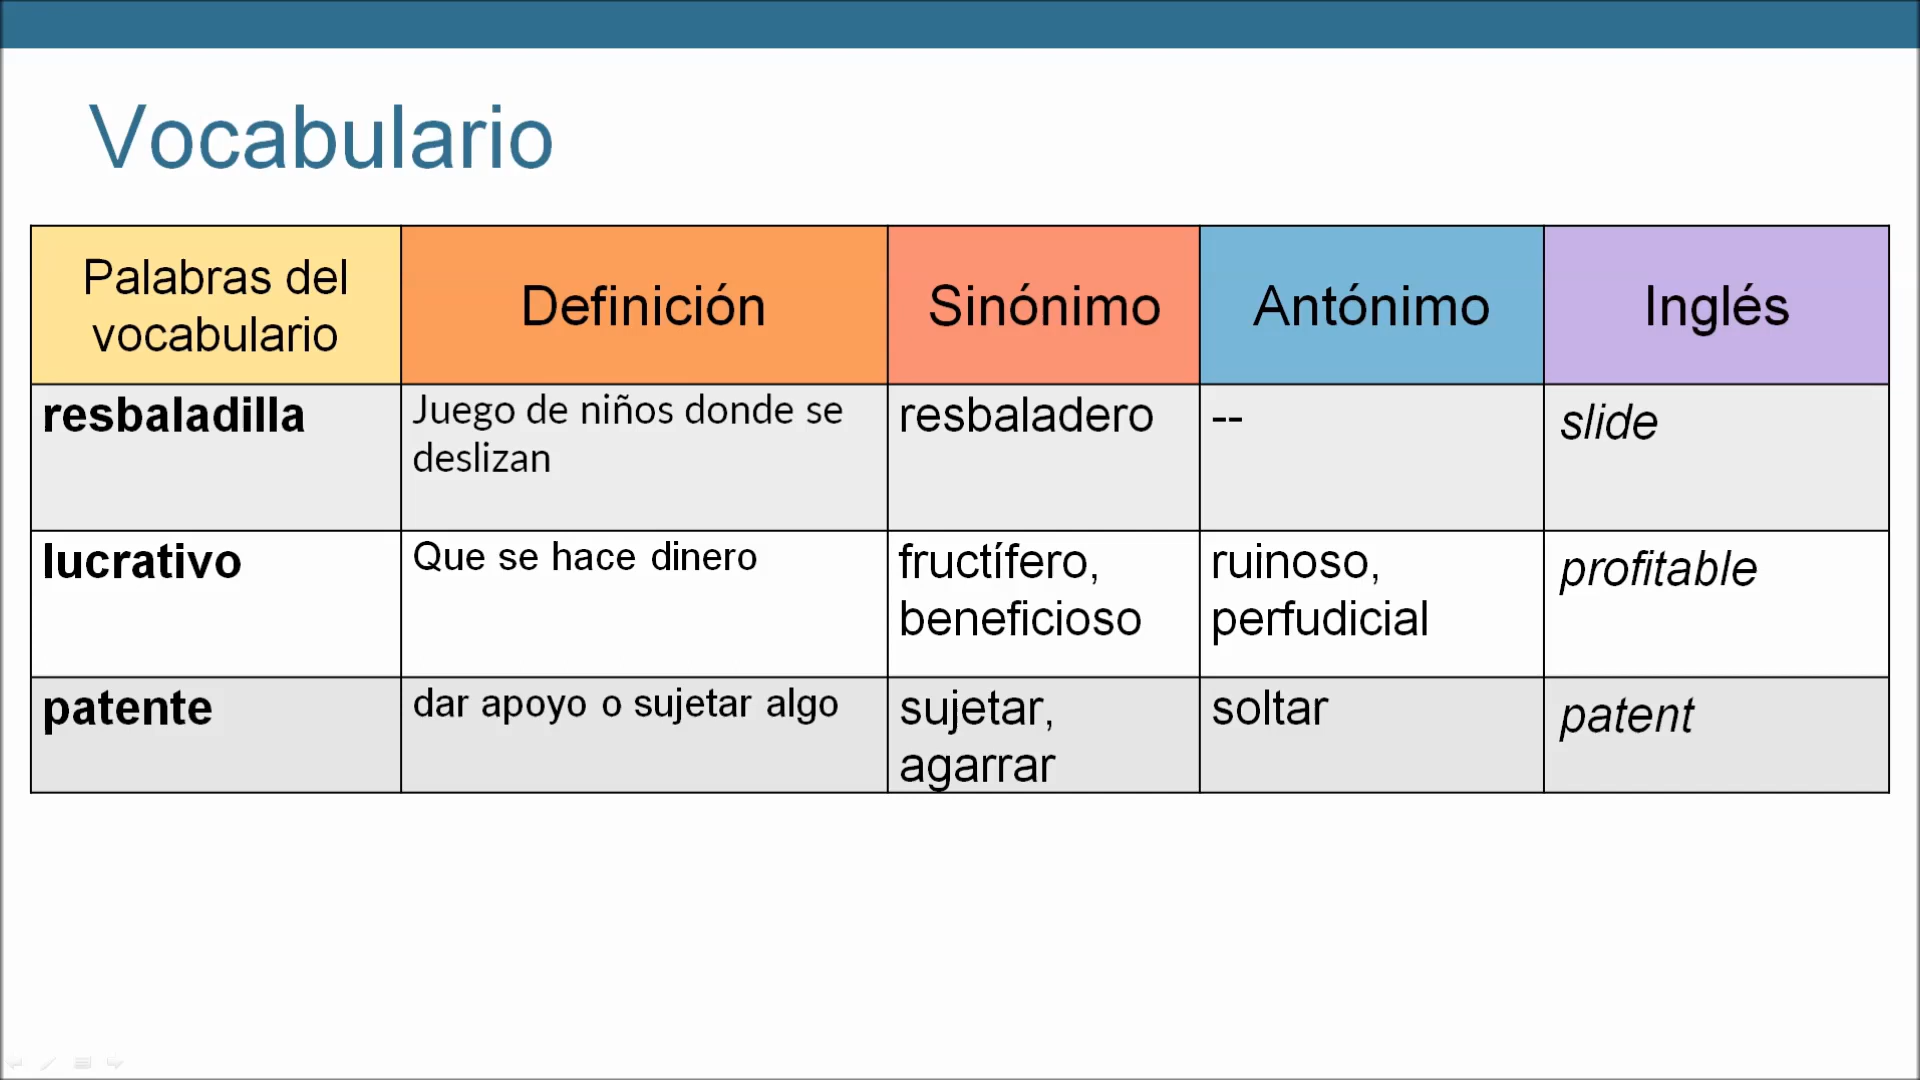 Vocabulario
Palabras del
vocabulario
Definición
Sinónimo
Antónimo
Inglés
resbaladilla
Juego de niños donde se
deslizan
resbaladero
--
slide
lucrativo
Que se hace dinero
fructífero,
beneficioso
ruinoso,
perfudicial
profitable
patente
dar apoyo o sujetar algo
sujetar,
agarrar
soltar
patent